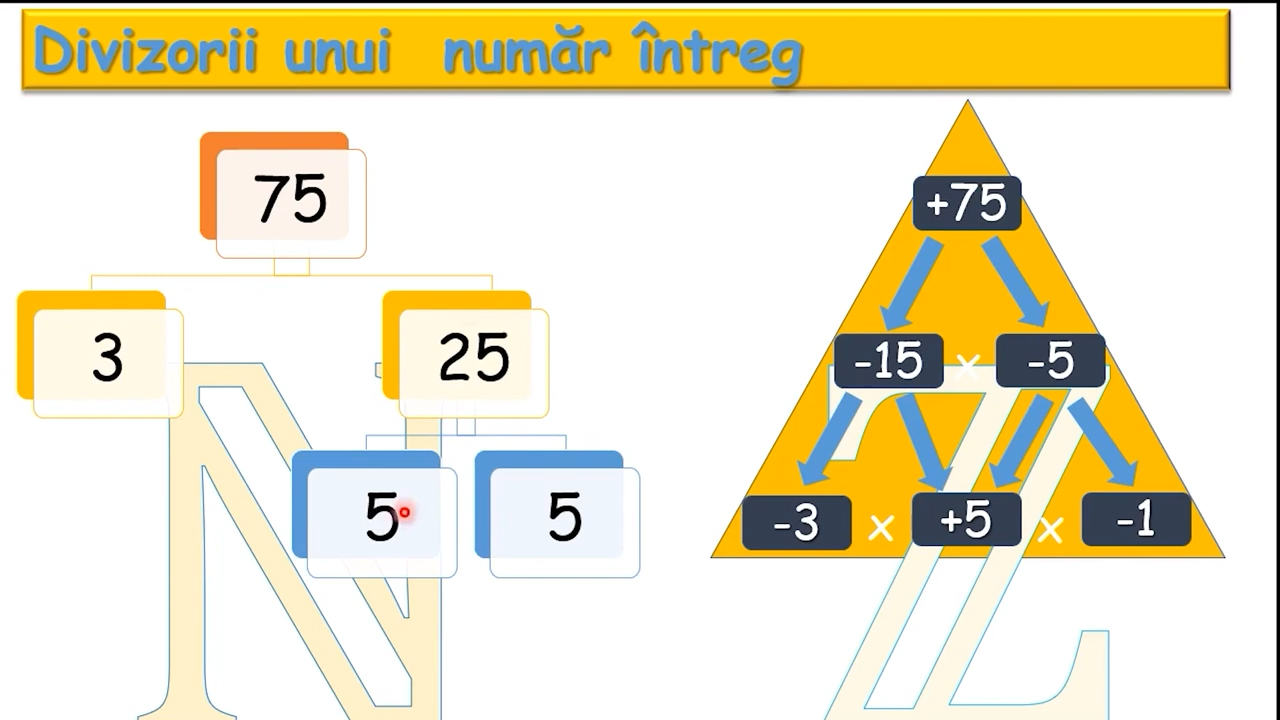 Divizorii unui număr întreg
75
3
25
5
5
+75
-15 x -5
-3 x +5 x -1
N
Z